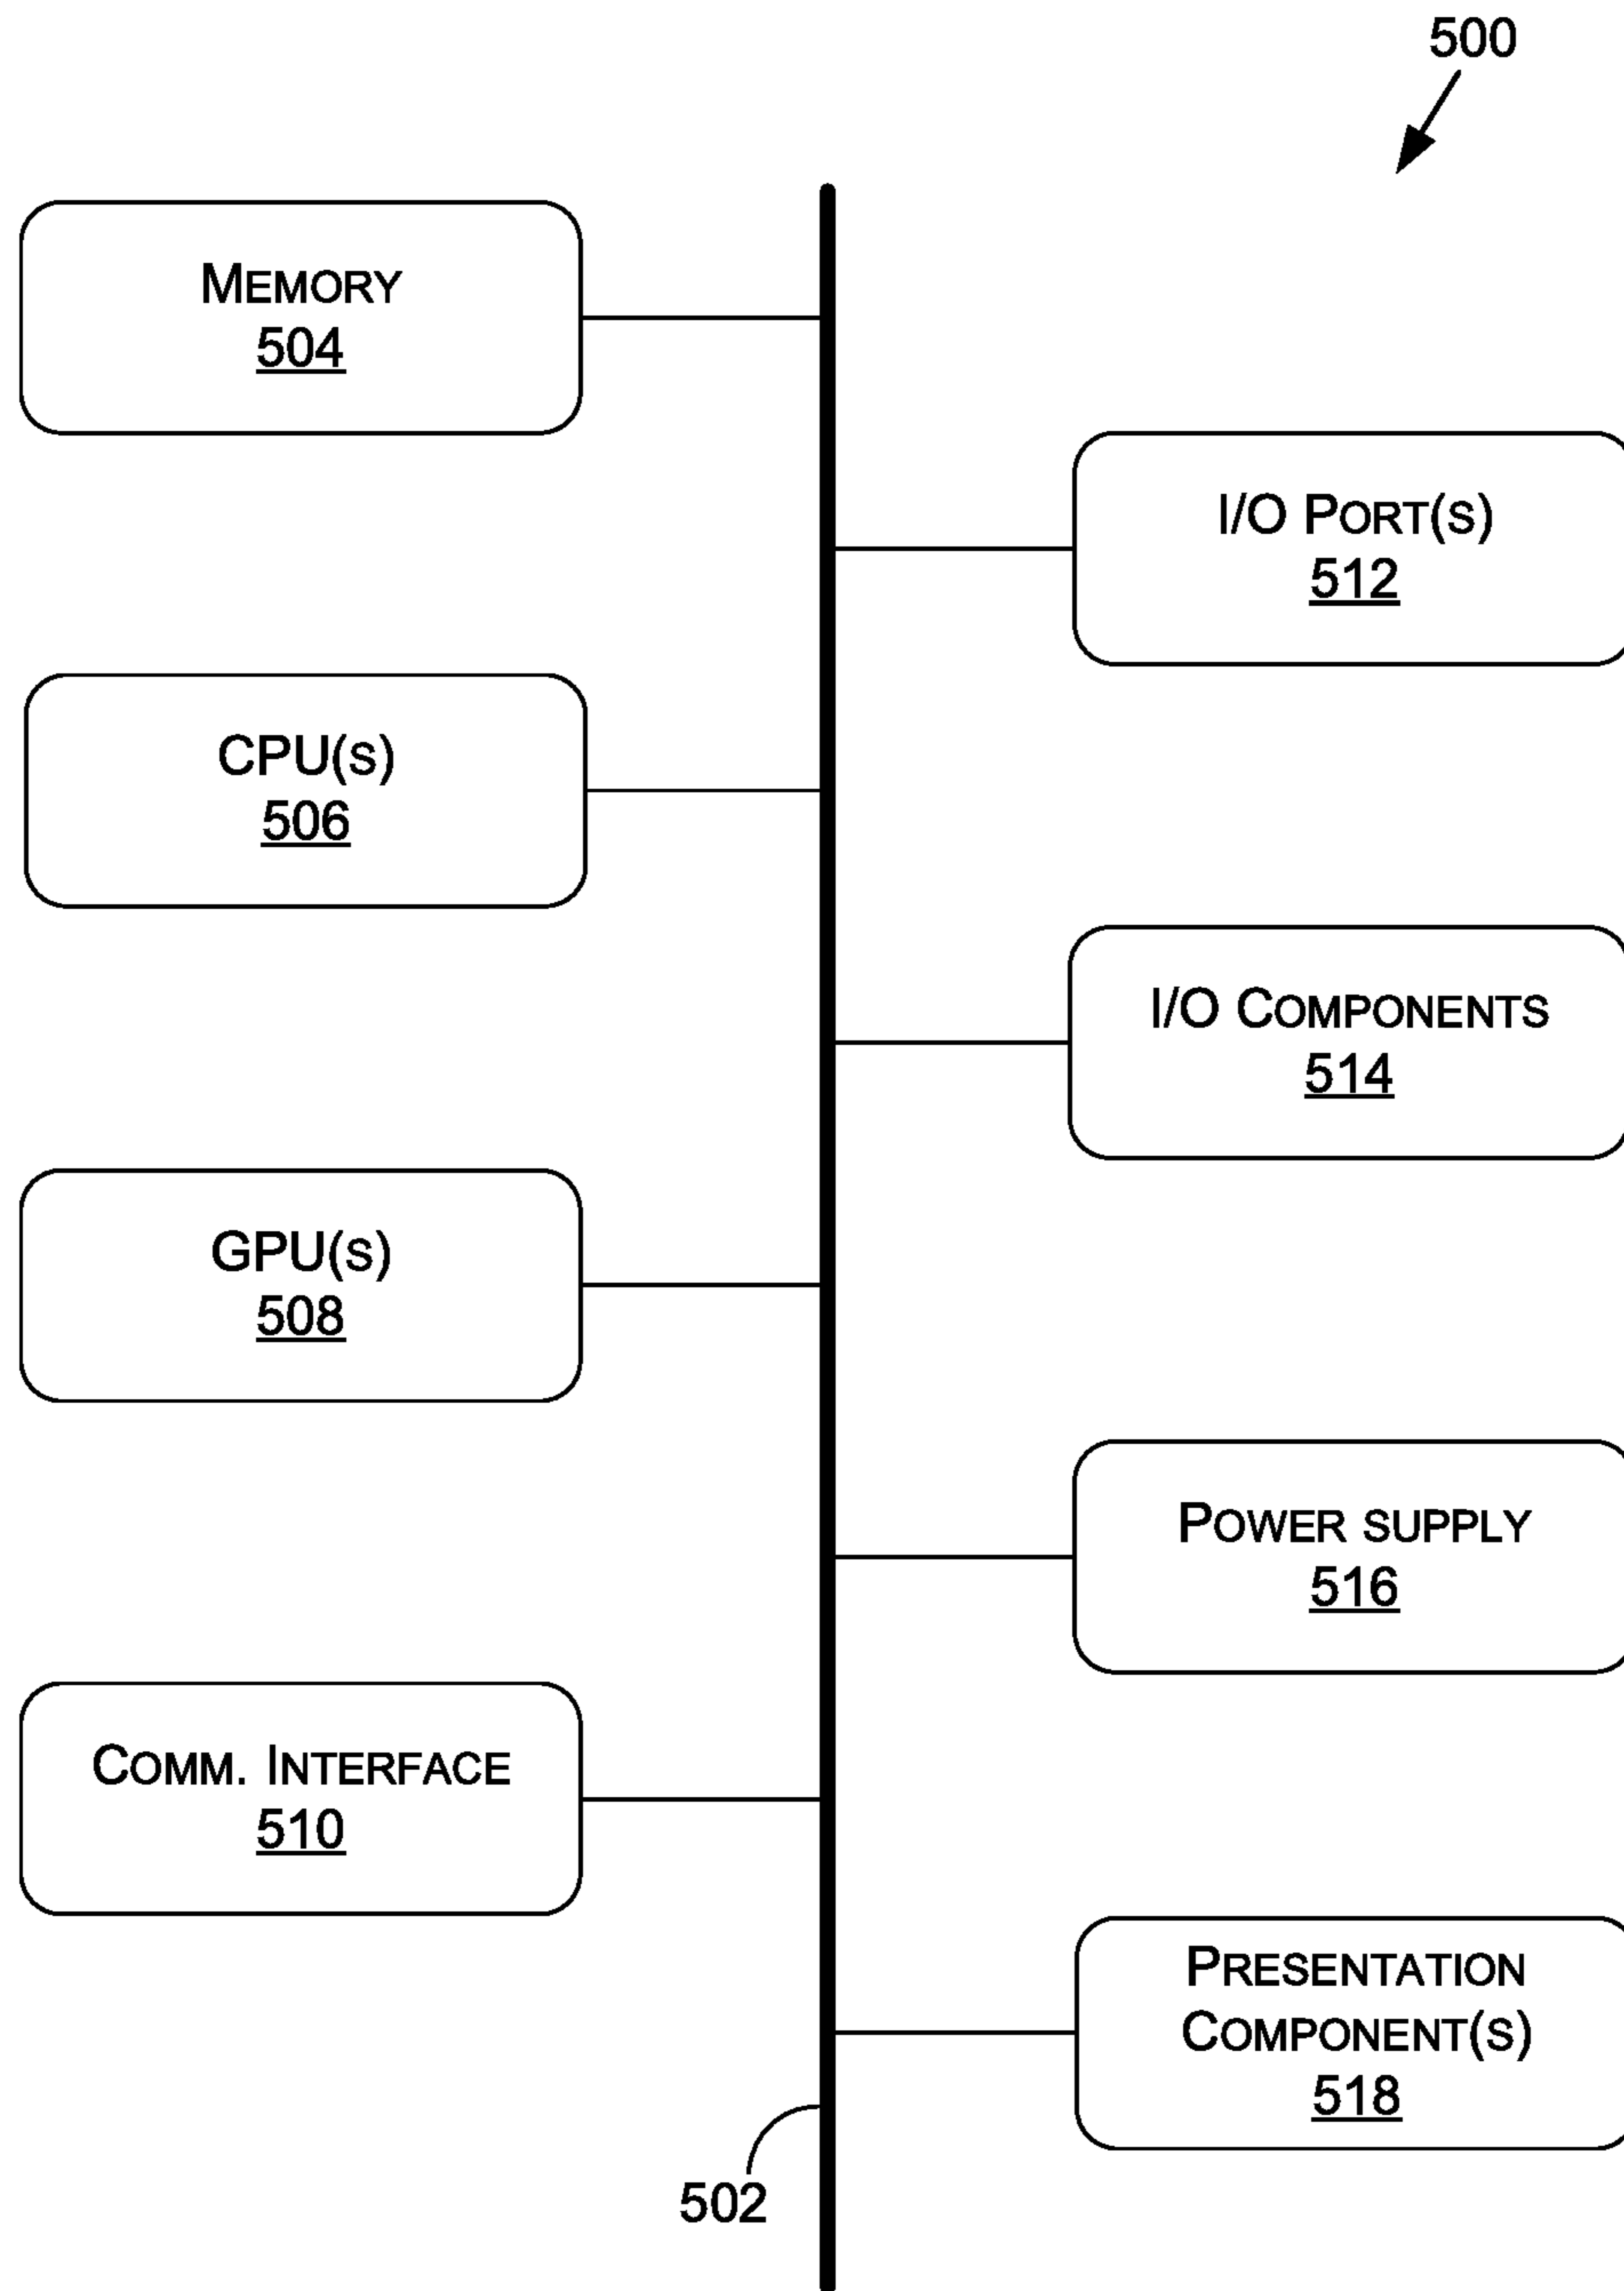 500
MEMORY
504
I/O PORT(S)
512
CPU(S)
506
I/O COMPONENTS
514
GPU(S)
508
POWER SUPPLY
516
COMM. INTERFACE
510
PRESENTATION
COMPONENT(S)
518
502